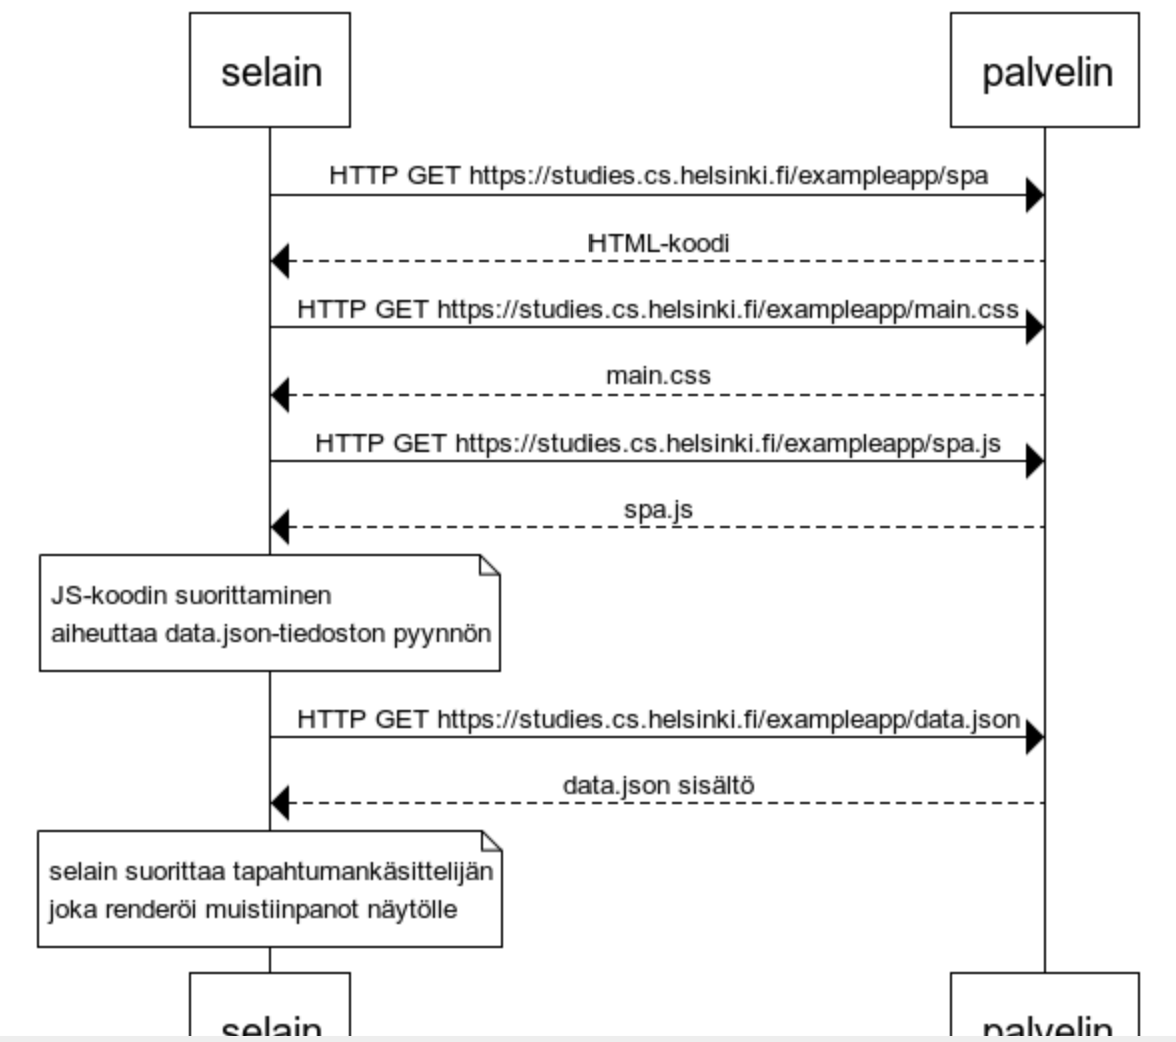 selain
palvelin
HTTP GET https://studies.cs.helsinki.fi/exampleapp/spa
HTML-koodi
HTTP GET https://studies.cs.helsinki.fi/exampleapp/main.css
main.css
HTTP GET https://studies.cs.helsinki.fi/exampleapp/spa.js
spa.js
JS-koodin suorittaminen
aiheuttaa data.json-tiedoston pyynnön
HTTP GET https://studies.cs.helsinki.fi/exampleapp/data.json
data.json sisältö
selain suorittaa tapahtumankäsittelijän
joka renderöi muistiinpanot näytölle
selain
palvelin